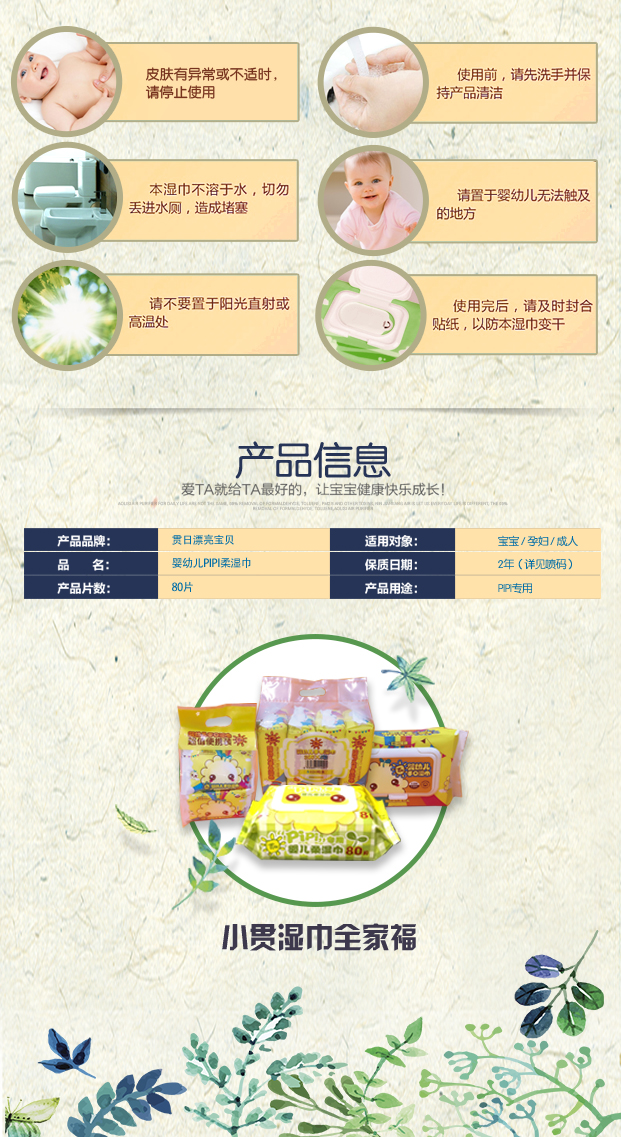 皮肤有异常或不适时，
请停止使用
使用前，请先洗手并保
持产品清洁
本湿巾不溶于水，切勿
丢进水厕，造成堵塞
请置于婴幼儿无法触及
的地方
请不要置于阳光直射或
高温处
使用完后，请及时封合
贴纸，以防本湿巾变干
产品信息
爱TA就给TA最好的，让宝宝健康快乐成长！
产品品牌： 贯日漂亮宝贝 适用对象： 宝宝/孕妇/成人
品 名： 婴幼儿PIPI柔湿巾 保质日期： 2年（详见喷码）
产品片数： 80片 产品用途： PIPI专用
PiPi专用
婴儿柔湿巾 80
小贯湿巾全家福